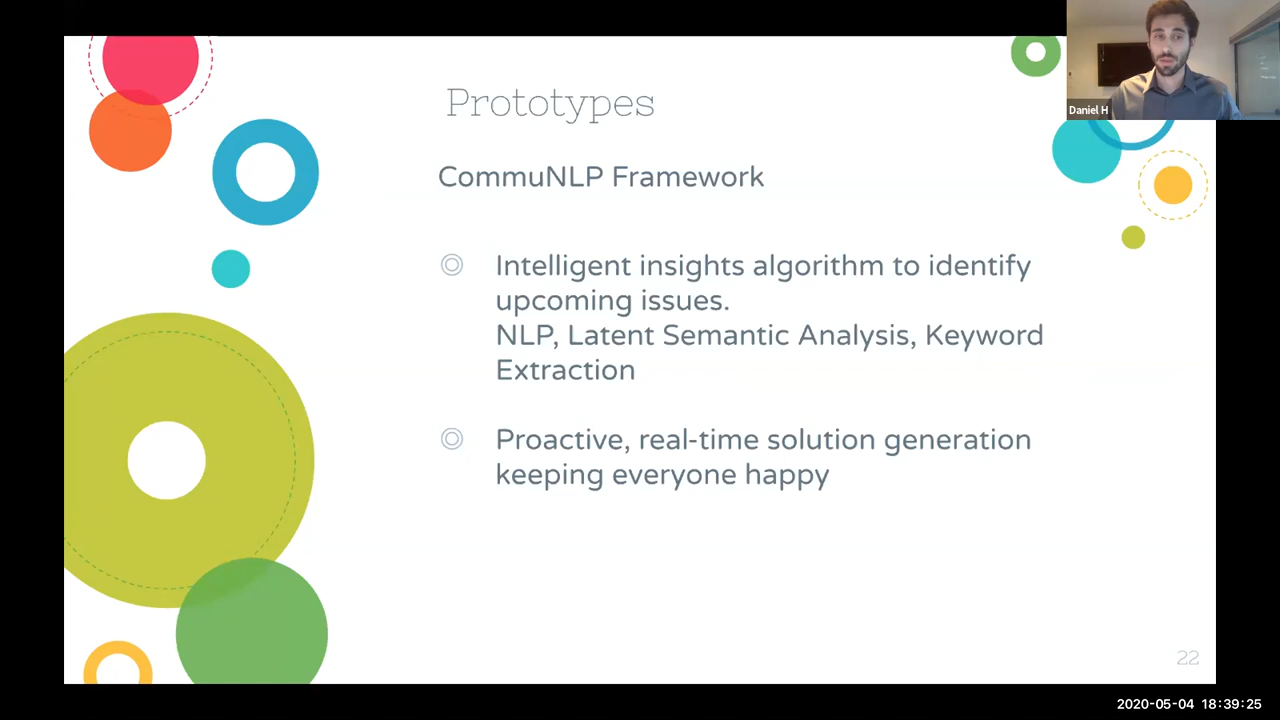 Prototypes
Daniel H
CommuNLP Framework
Intelligent insights algorithm to identify
upcoming issues.
NLP, Latent Semantic Analysis, Keyword
Extraction
Proactive, real-time solution generation
keeping everyone happy
22
2020-05-04 18:39:25